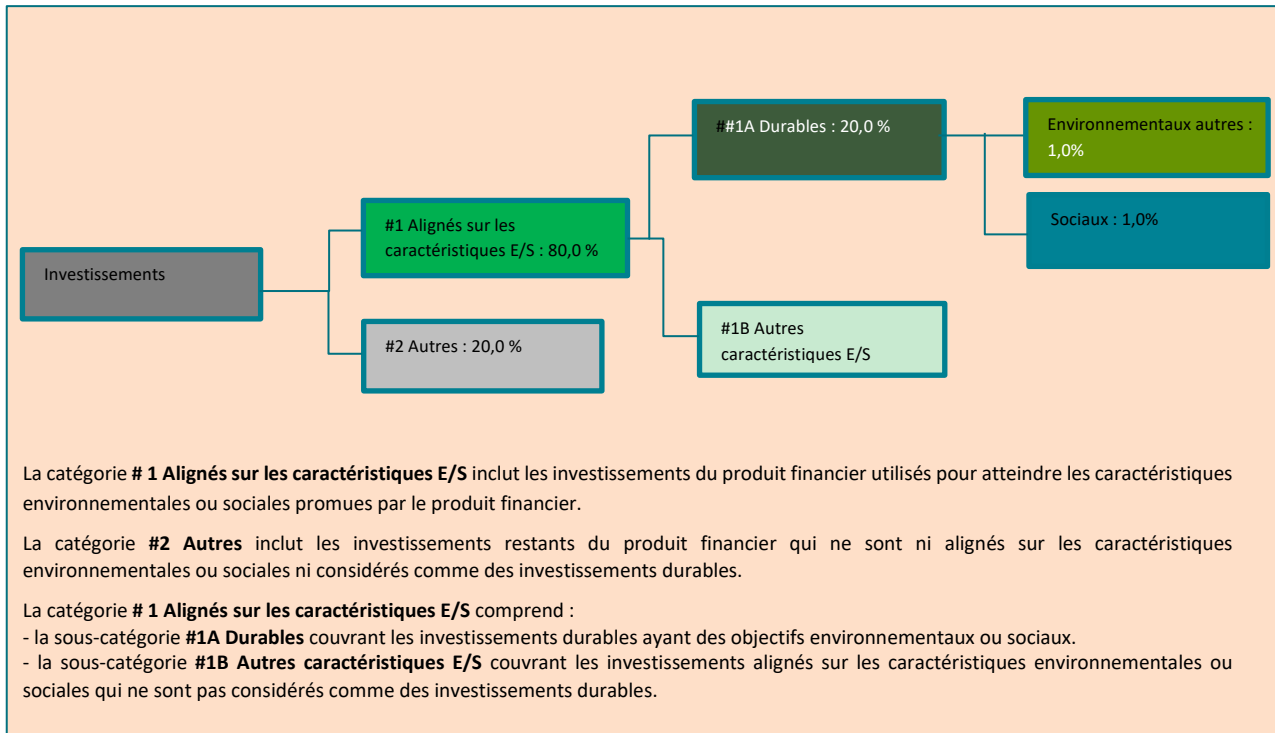 ##1A Durables : 20,0 %
Environnementaux autres :
1,0%
#1 Alignés sur les
caractéristiques E/S : 80,0 %
Sociaux : 1,0%
Investissements
#2 Autres : 20,0 %
#1B Autres
caractéristiques E/S
La catégorie # 1 Alignés sur les caractéristiques E/S inclut les investissements du produit financier utilisés pour atteindre les caractéristiques
environnementales ou sociales promues par le produit financier.
La catégorie #2 Autres inclut les investissements restants du produit financier qui ne sont ni alignés sur les caractéristiques
environnementales ou sociales ni considérés comme des investissements durables.
La catégorie # 1 Alignés sur les caractéristiques E/S comprend :
- la sous-catégorie #1A Durables couvrant les investissements durables ayant des objectifs environnementaux ou sociaux.
- la sous-catégorie #1B Autres caractéristiques E/S couvrant les investissements alignés sur les caractéristiques environnementales ou
sociales qui ne sont pas considérés comme des investissements durables.